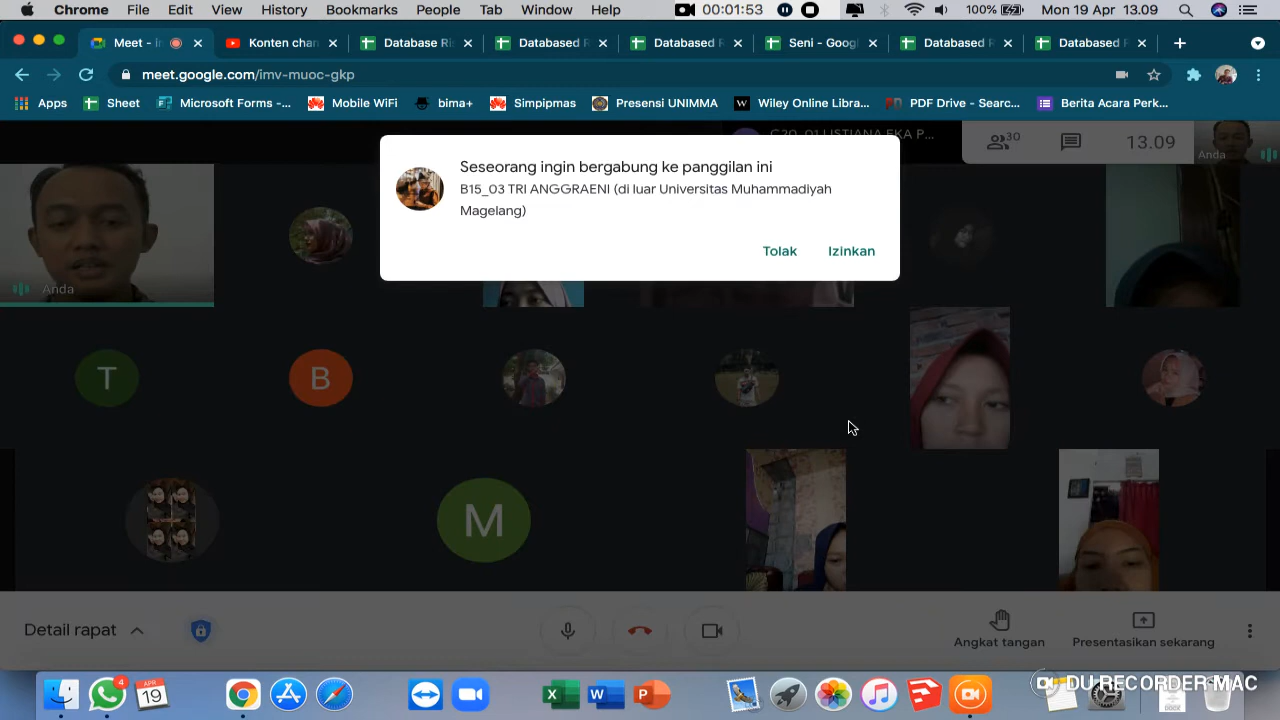 Chrome File Edit View History Bookmarks People Tab Window Help 00:01:53 100% Mon 19 Apr 13.09
Meet - i Konten chan Database Ri Databased R Databased R Seni - Googl Databased R Databased R
meet.google.com/imv-muoc-gkp
Apps Sheet Microsoft Forms -... Mobile WiFi bima+ Simpipmas Presensi UNIMMA Wiley Online Libra... PDF Drive - Searc... Berita Acara Perk...
C20_01 LISTIANA EKA P...
30 13.09
Anda
Seseorang ingin bergabung ke panggilan ini
B15_03 TRI ANGGRAENI (di luar Universitas Muhammadiyah
Magelang)
Tolak Izinkan
Anda
T B
M
Detail rapat
Angkat tangan Presentasikan sekarang
4
APR
19
X W P
DU RECORDER MAC